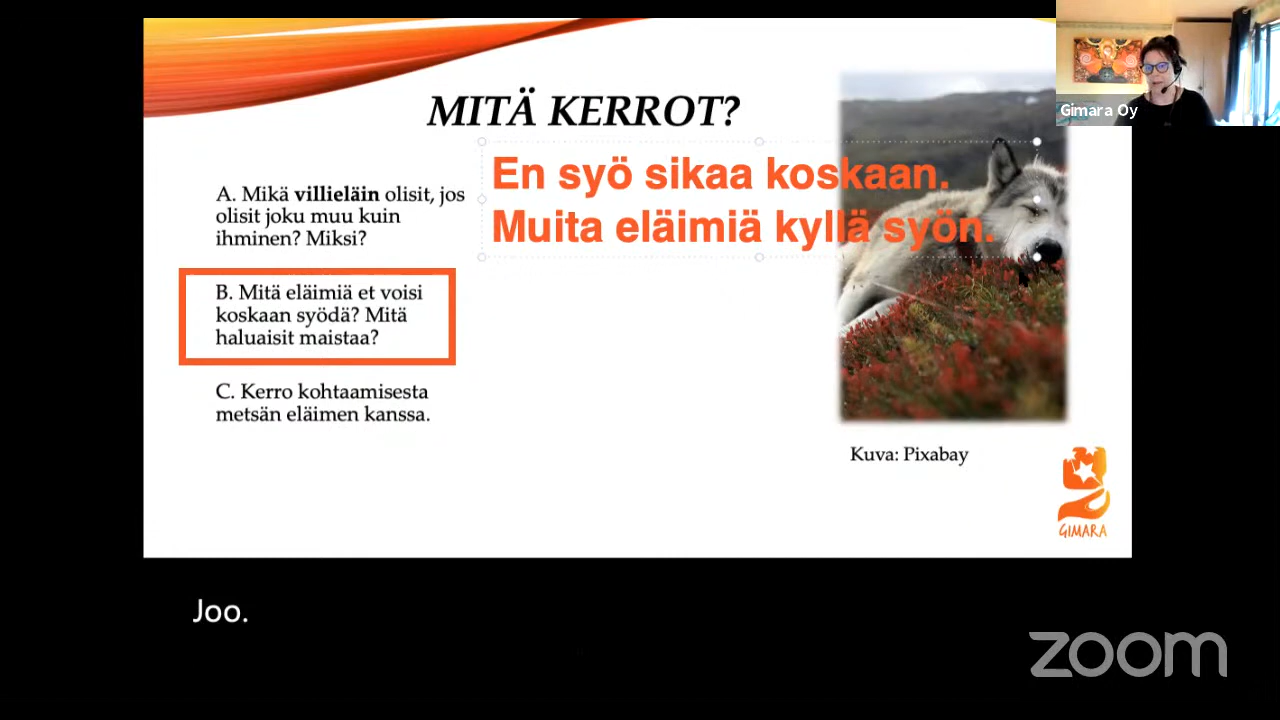 MITÄ KERROT?
En syö sikaa koskaan.
Muita eläimiä kyllä syön.
A. Mikä villieläin olisit, jos
olisit joku muu kuin
ihminen? Miksi?
B. Mitä eläimiä et voisi
koskaan syödä? Mitä
haluaisit maistaa?
C. Kerro kohtaamisesta
metsän eläimen kanssa.
Kuva: Pixabay
GIMARA
Gimara Oy
Joo.
zoom